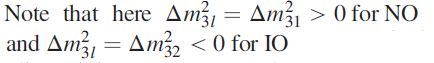 Note that here Δm²₃ₗ = Δm²₃₁ > 0 for NO
and Δm²₃ₗ = Δm²₃₂ < 0 for IO